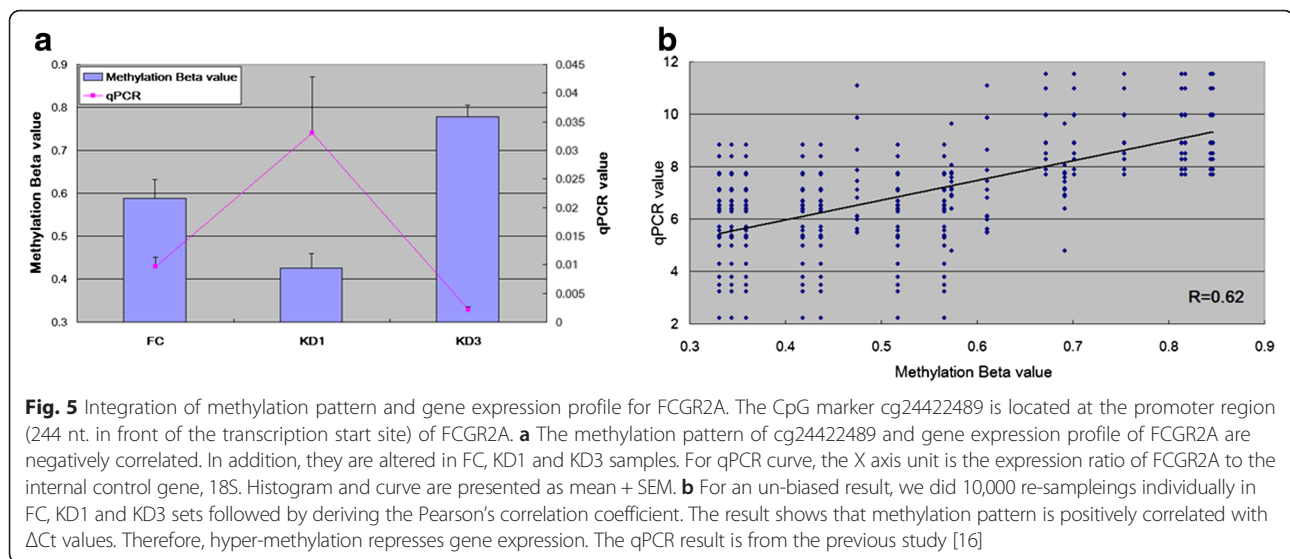 a
0.9
0.8
0.7
0.6
0.5
0.4
0.3
Methylation Beta value
Methylation Beta value
qPCR
0.045
0.04
0.035
0.03
0.025
0.02
0.015
0.01
0.005
0
qPCR value
FC
KD1
KD3
b
12
10
8
6
4
2
qPCR value
R=0.62
0.3
0.4
0.5
0.6
0.7
0.8
0.9
Methylation Beta value
Fig. 5 Integration of methylation pattern and gene expression profile for FCGR2A. The CpG marker cg24422489 is located at the promoter region
(244 nt. in front of the transcription start site) of FCGR2A. a The methylation pattern of cg24422489 and gene expression profile of FCGR2A are
negatively correlated. In addition, they are altered in FC, KD1 and KD3 samples. For qPCR curve, the X axis unit is the expression ratio of FCGR2A to the
internal control gene, 18S. Histogram and curve are presented as mean + SEM. b For an un-biased result, we did 10,000 re-sampleings individually in
FC, KD1 and KD3 sets followed by deriving the Pearson's correlation coefficient. The result shows that methylation pattern is positively correlated with
ΔCt values. Therefore, hyper-methylation represses gene expression. The qPCR result is from the previous study [16]